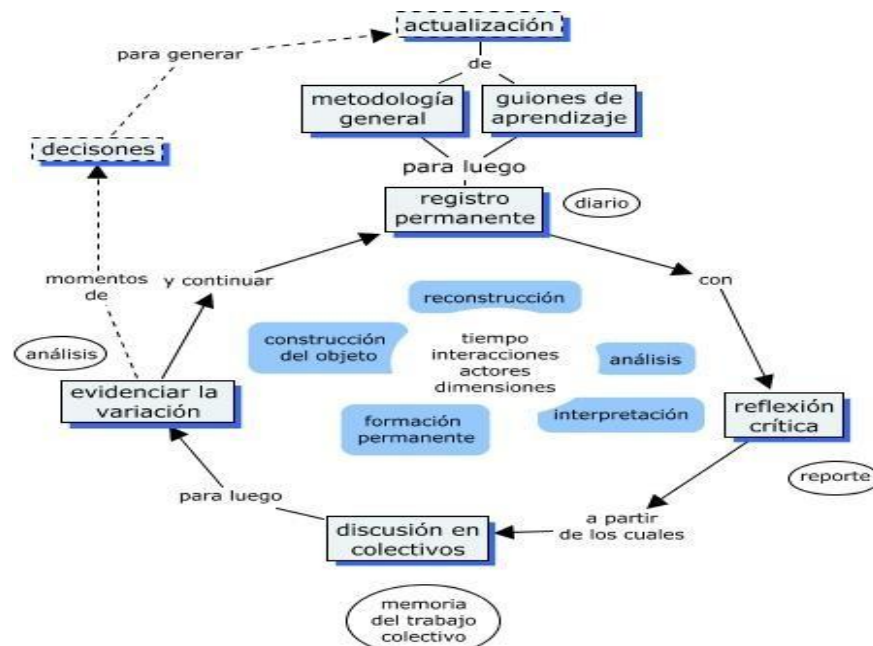 actualización
para generar
de
metodología
general
guiones de
aprendizaje
decisones
para luego
registro
permanente
diario
momentos
de
y continuar
con
reconstrucción
construcción
del objeto
tiempo
interacciones
actores
dimensiones
análisis
análisis
evidenciar la
variación
formación
permanente
interpretación
reflexión
crítica
reporte
para luego
discusión en
colectivos
a partir
de los cuales
memoria
del trabajo
colectivo